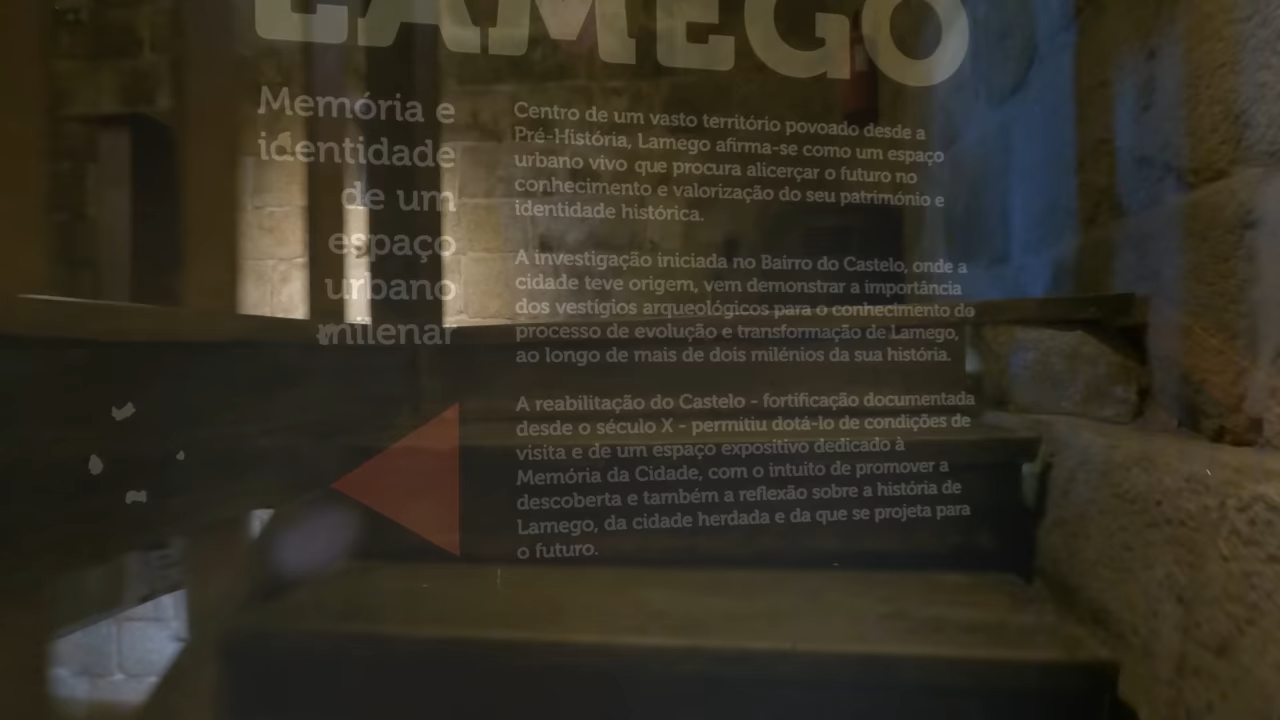 LAMEGO
Memória e
identidade
de um
espaço
urbano
milenar
Centro de um vasto território povoado desde a
Pré-História, Lamego afirma-se como um espaço
urbano vivo que procura alicerçar o futuro no
conhecimento e valorização do seu património e
identidade histórica.
A investigação iniciada no Bairro do Castelo, onde a
cidade teve origem, vem demonstrar a importância
dos vestígios arqueológicos para o conhecimento do
processo de evolução e transformação de Lamego,
ao longo de mais de dois milénios da sua história.
A reabilitação do Castelo - fortificação documentada
desde o século X - permitiu dotá-lo de condições de
visita e de um espaço expositivo dedicado à
Memória da Cidade, com o intuito de promover a
descoberta e também a reflexão sobre a história de
Lamego, da cidade herdada e da que se projeta para
o futuro.